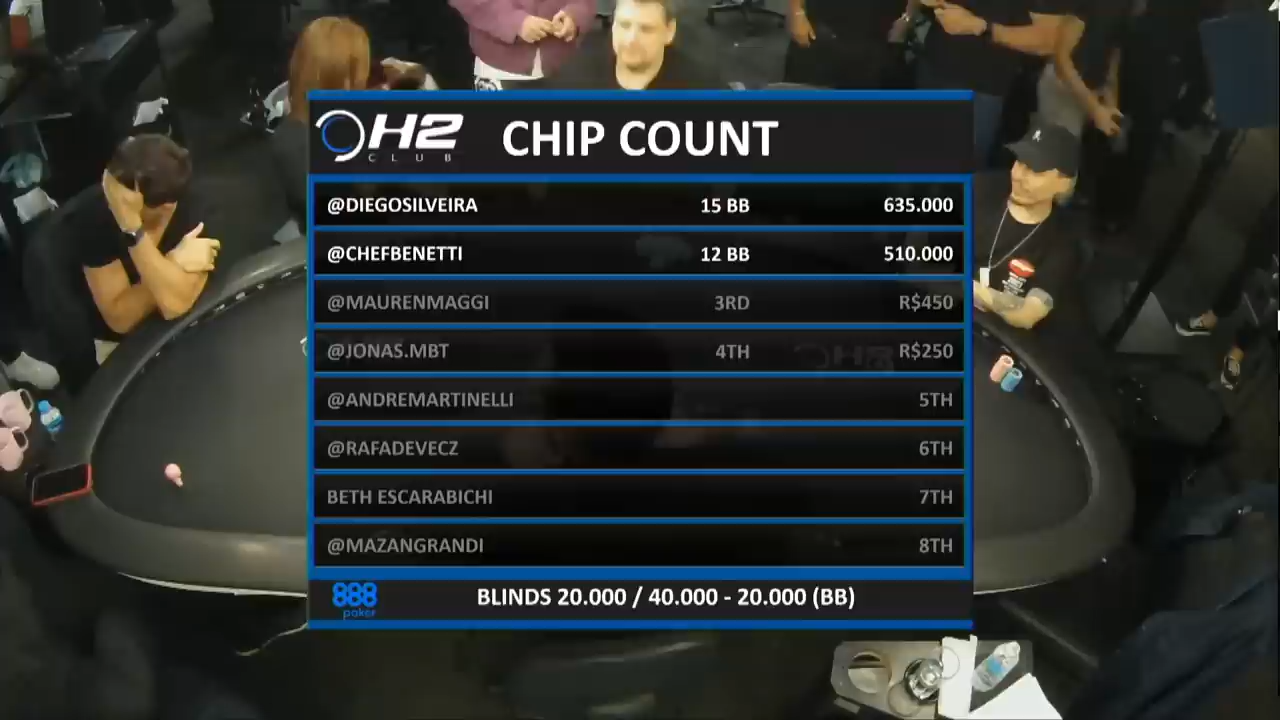 H2 CLUB CHIP COUNT
@DIEGOSILVEIRA 15 BB 635.000
@CHEFBENETTI 12 BB 510.000
@MAURENMAGGI 3RD R$450
@JONAS.MBT 4TH R$250
@ANDREMARTINELLI 5TH
@RAFADEVECZ 6TH
BETH ESCARABICHI 7TH
@MAZANGRANDI 8TH
888 poker BLINDS 20.000 / 40.000 - 20.000 (BB)